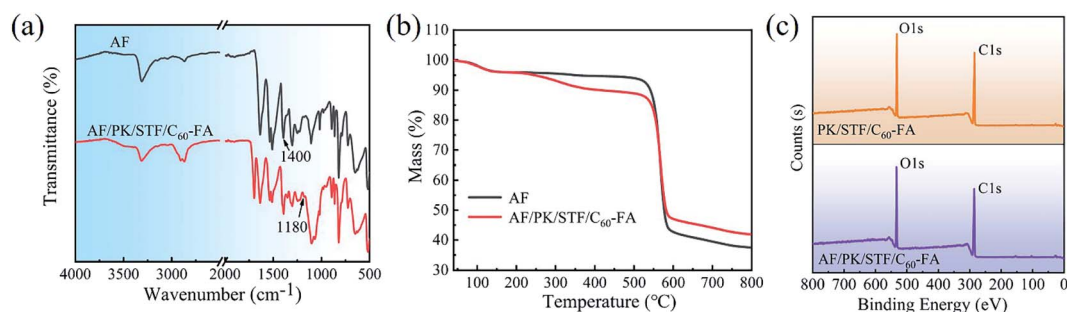 (a)
AF
AF/PK/STF/C60-FA
1400
1180
Transmittance (%)
4000 3500 3000 2500 2000 1500 1000 500
Wavenumber (cm-1)
(b)
Mass (%)
110
100
90
80
70
60
50
40
30
AF
AF/PK/STF/C60-FA
100 200 300 400 500 600 700 800
Temperature (℃)
(c)
Counts (s)
O1s
C1s
PK/STF/C60-FA
O1s
C1s
AF/PK/STF/C60-FA
800 700 600 500 400 300 200 100 0
Binding Energy (eV)